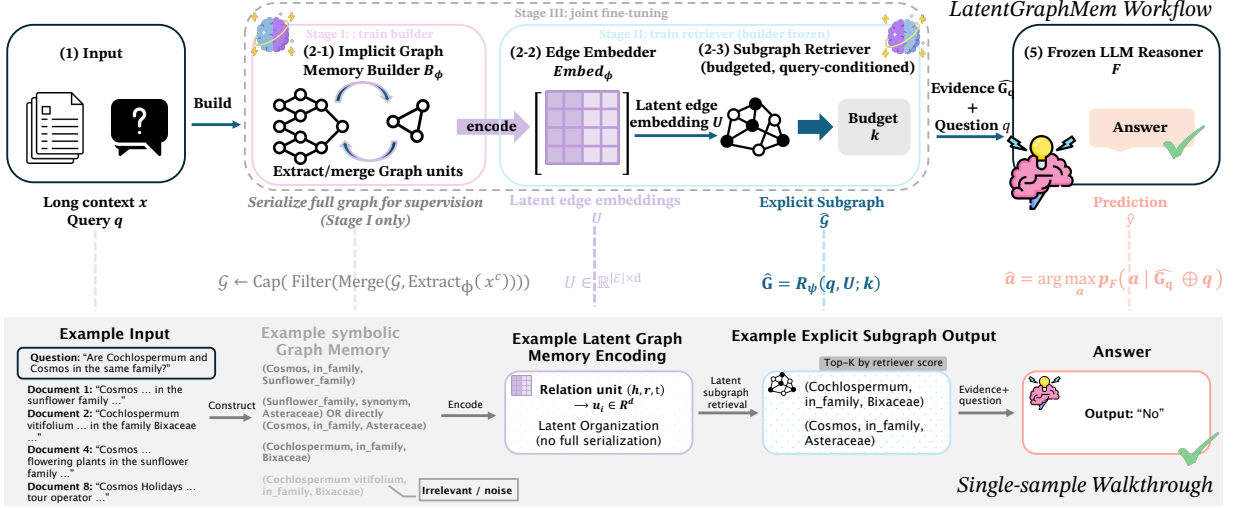 Stage III: joint fine-tuning
LatentGraphMem Workflow
(1) Input
Long context x
Query q
Build
Stage I: : train builder
(2-1) Implicit Graph
Memory Builder Bϕ
Extract/merge Graph units
Serialize full graph for supervision
(Stage I only)
encode
Stage II: train retriever (builder frozen)
(2-2) Edge Embedder
Embedϕ
Latent edge
embedding U
Latent edge embeddings
U
(2-3) Subgraph Retriever
(budgeted, query-conditioned)
Budget
k
Explicit Subgraph
𝒢̂
Evidence Ĝq
+
Question q
(5) Frozen LLM Reasoner
F
Answer
Prediction
ŷ
𝒢 ← Cap( Filter(Merge(𝒢, Extractϕ( xᶜ))))
U ∈ ℝ^|ℰ|×d
Ĝ = Rψ(q, U; k)
â = arg max pF( a | Ĝq ⊕ q )
a
Example Input
Question: “Are Cochlospermum and
Cosmos in the same family?”
Document 1: “Cosmos … in the
sunflower family …”
Document 2: “Cochlospermum
vitifolium … in the family Bixaceae
…”
Document 4: “Cosmos …
flowering plants in the sunflower
family …”
Document 8: “Cosmos Holidays …
tour operator …”
Construct
Example symbolic
Graph Memory
(Cosmos, in_family,
Sunflower_family)
(Sunflower_family, synonym,
Asteraceae) OR directly
(Cosmos, in_family, Asteraceae)
(Cochlospermum, in_family,
Bixaceae)
(Cochlospermum vitifolium,
in_family, Bixaceae)
Irrelevant / noise
Encode
Example Latent Graph
Memory Encoding
Relation unit (h, r, t)
→ uᵢ ∈ Rᵈ
Latent Organization
(no full serialization)
Latent
subgraph
retrieval
Example Explicit Subgraph Output
Top-K by retriever score
(Cochlospermum,
in_family, Bixaceae)
(Cosmos, in_family,
Asteraceae)
Evidence+
question
Answer
Output: “No”
Single-sample Walkthrough